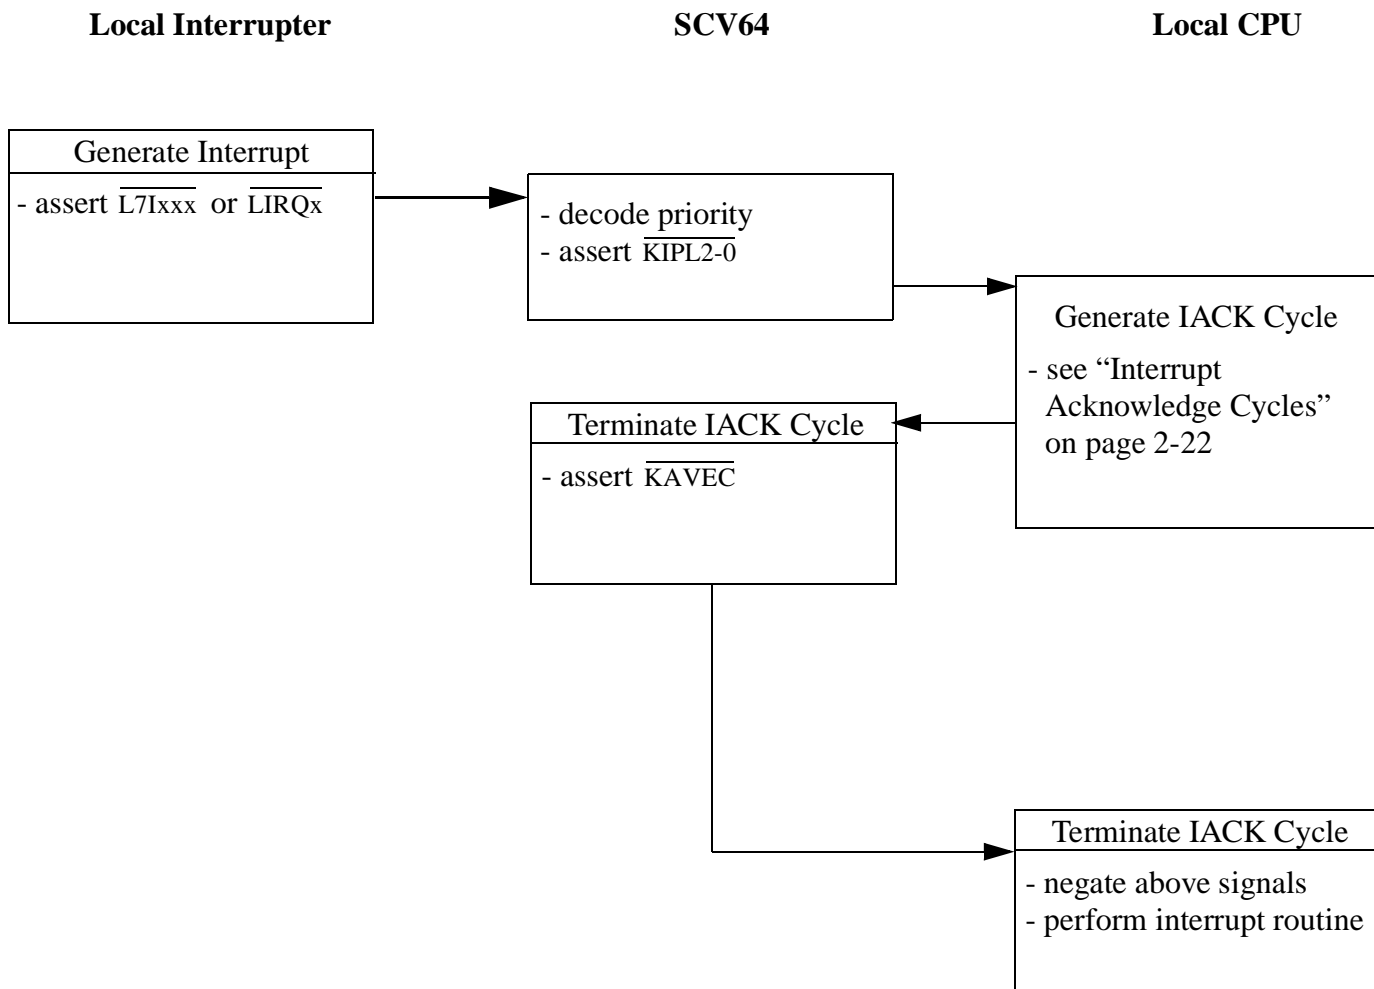 Local Interrupter
SCV64
Local CPU
Generate Interrupt
- assert L7Ixxx or LIRQx
- decode priority
- assert KIPL2-0
Generate IACK Cycle
- see “Interrupt
Acknowledge Cycles”
on page 2-22
Terminate IACK Cycle
- assert KAVEC
Terminate IACK Cycle
- negate above signals
- perform interrupt routine